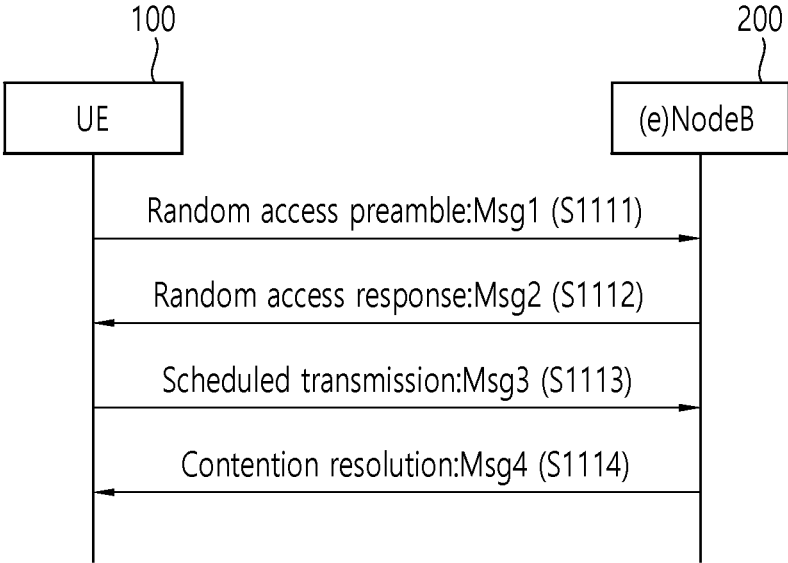 100
200
UE
(e)NodeB
Random access preamble:Msg1 (S1111)
Random access response:Msg2 (S1112)
Scheduled transmission:Msg3 (S1113)
Contention resolution:Msg4 (S1114)